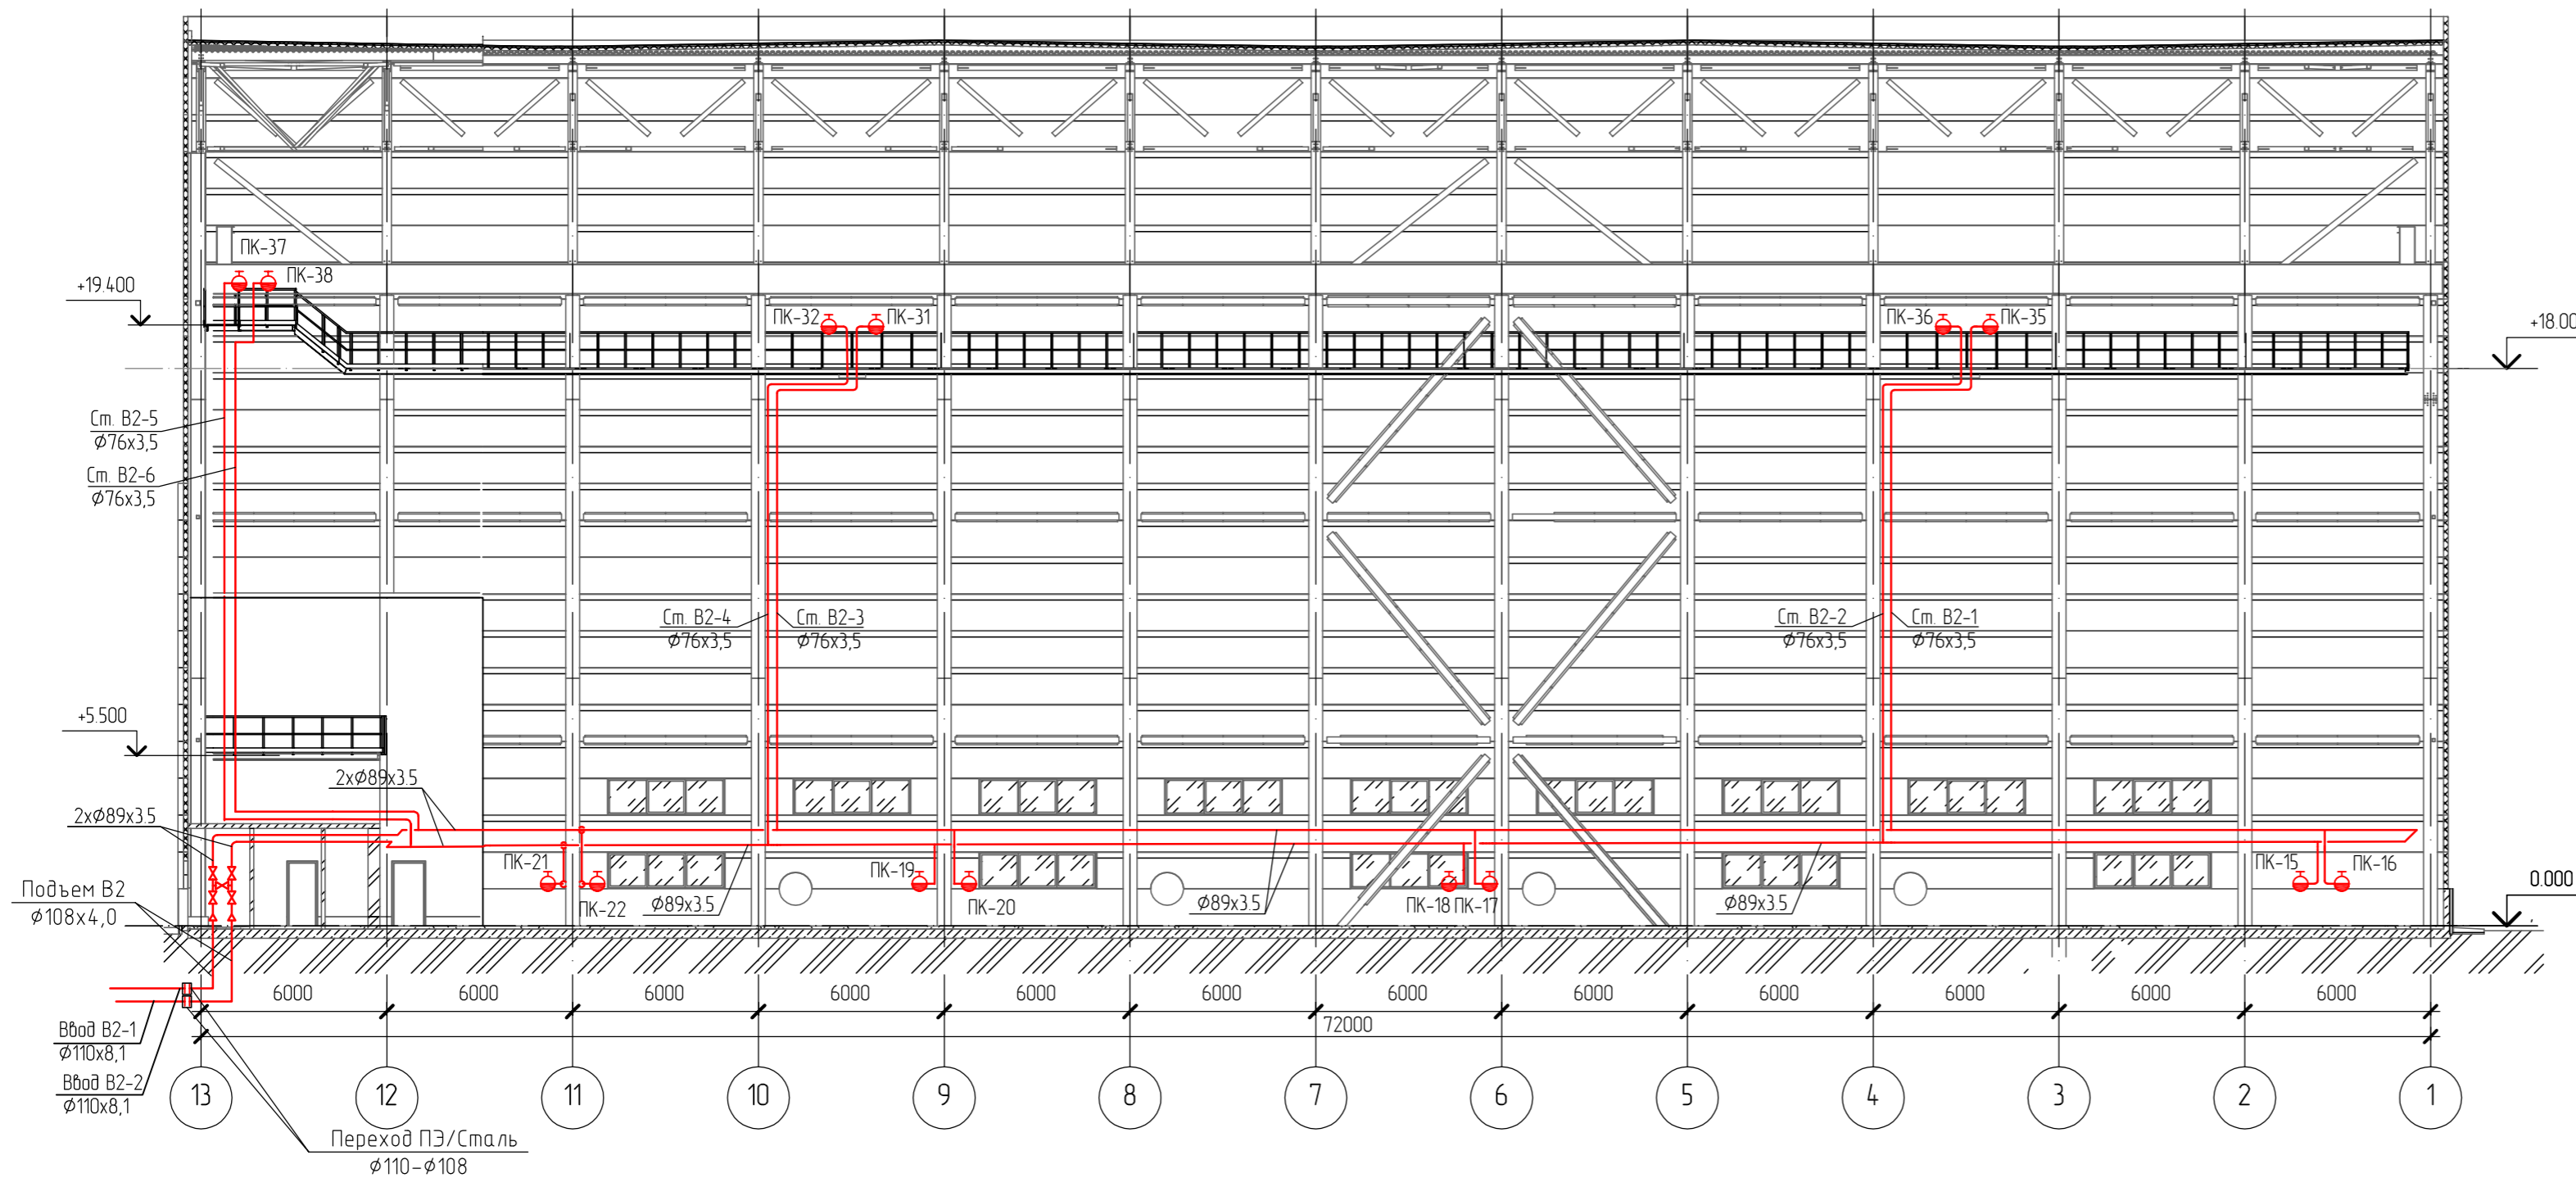 ПК-37
ПК-38
+19.400
ПК-32
ПК-31
ПК-36
ПК-35
+18.00
Ст. В2-5
Ø76х3,5
Ст. В2-6
Ø76х3,5
Ст. В2-4
Ø76х3,5
Ст. В2-3
Ø76х3,5
Ст. В2-2
Ø76х3,5
Ст. В2-1
Ø76х3,5
+5.500
2хØ89х3.5
2хØ89х3.5
ПК-21
ПК-22
Ø89х3.5
ПК-19
ПК-20
Ø89х3.5
ПК-18
ПК-17
Ø89х3.5
ПК-15
ПК-16
0.000
Подъем В2
Ø108х4,0
6000
6000
6000
6000
6000
6000
6000
6000
6000
6000
6000
6000
72000
Ввод В2-1
Ø110х8,1
Ввод В2-2
Ø110х8,1
13
12
11
10
9
8
7
6
5
4
3
2
1
Переход ПЭ/Сталь
Ø110-Ø108